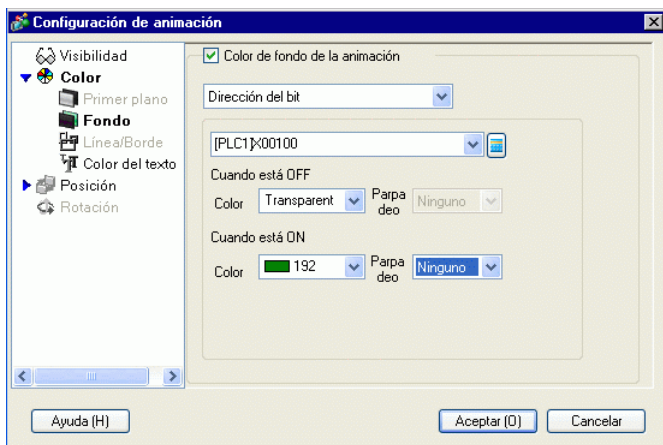 Configuración de animación
Visibilidad
Color
Primer plano
Fondo
Línea/Borde
Color del texto
Posición
Rotación
Color de fondo de la animación
Dirección del bit
[PLC1]X00100
Cuando está OFF
Color Transparent Parpa deo Ninguno
Cuando está ON
Color 192 Parpa deo Ninguno
Ayuda (H) Aceptar (O) Cancelar